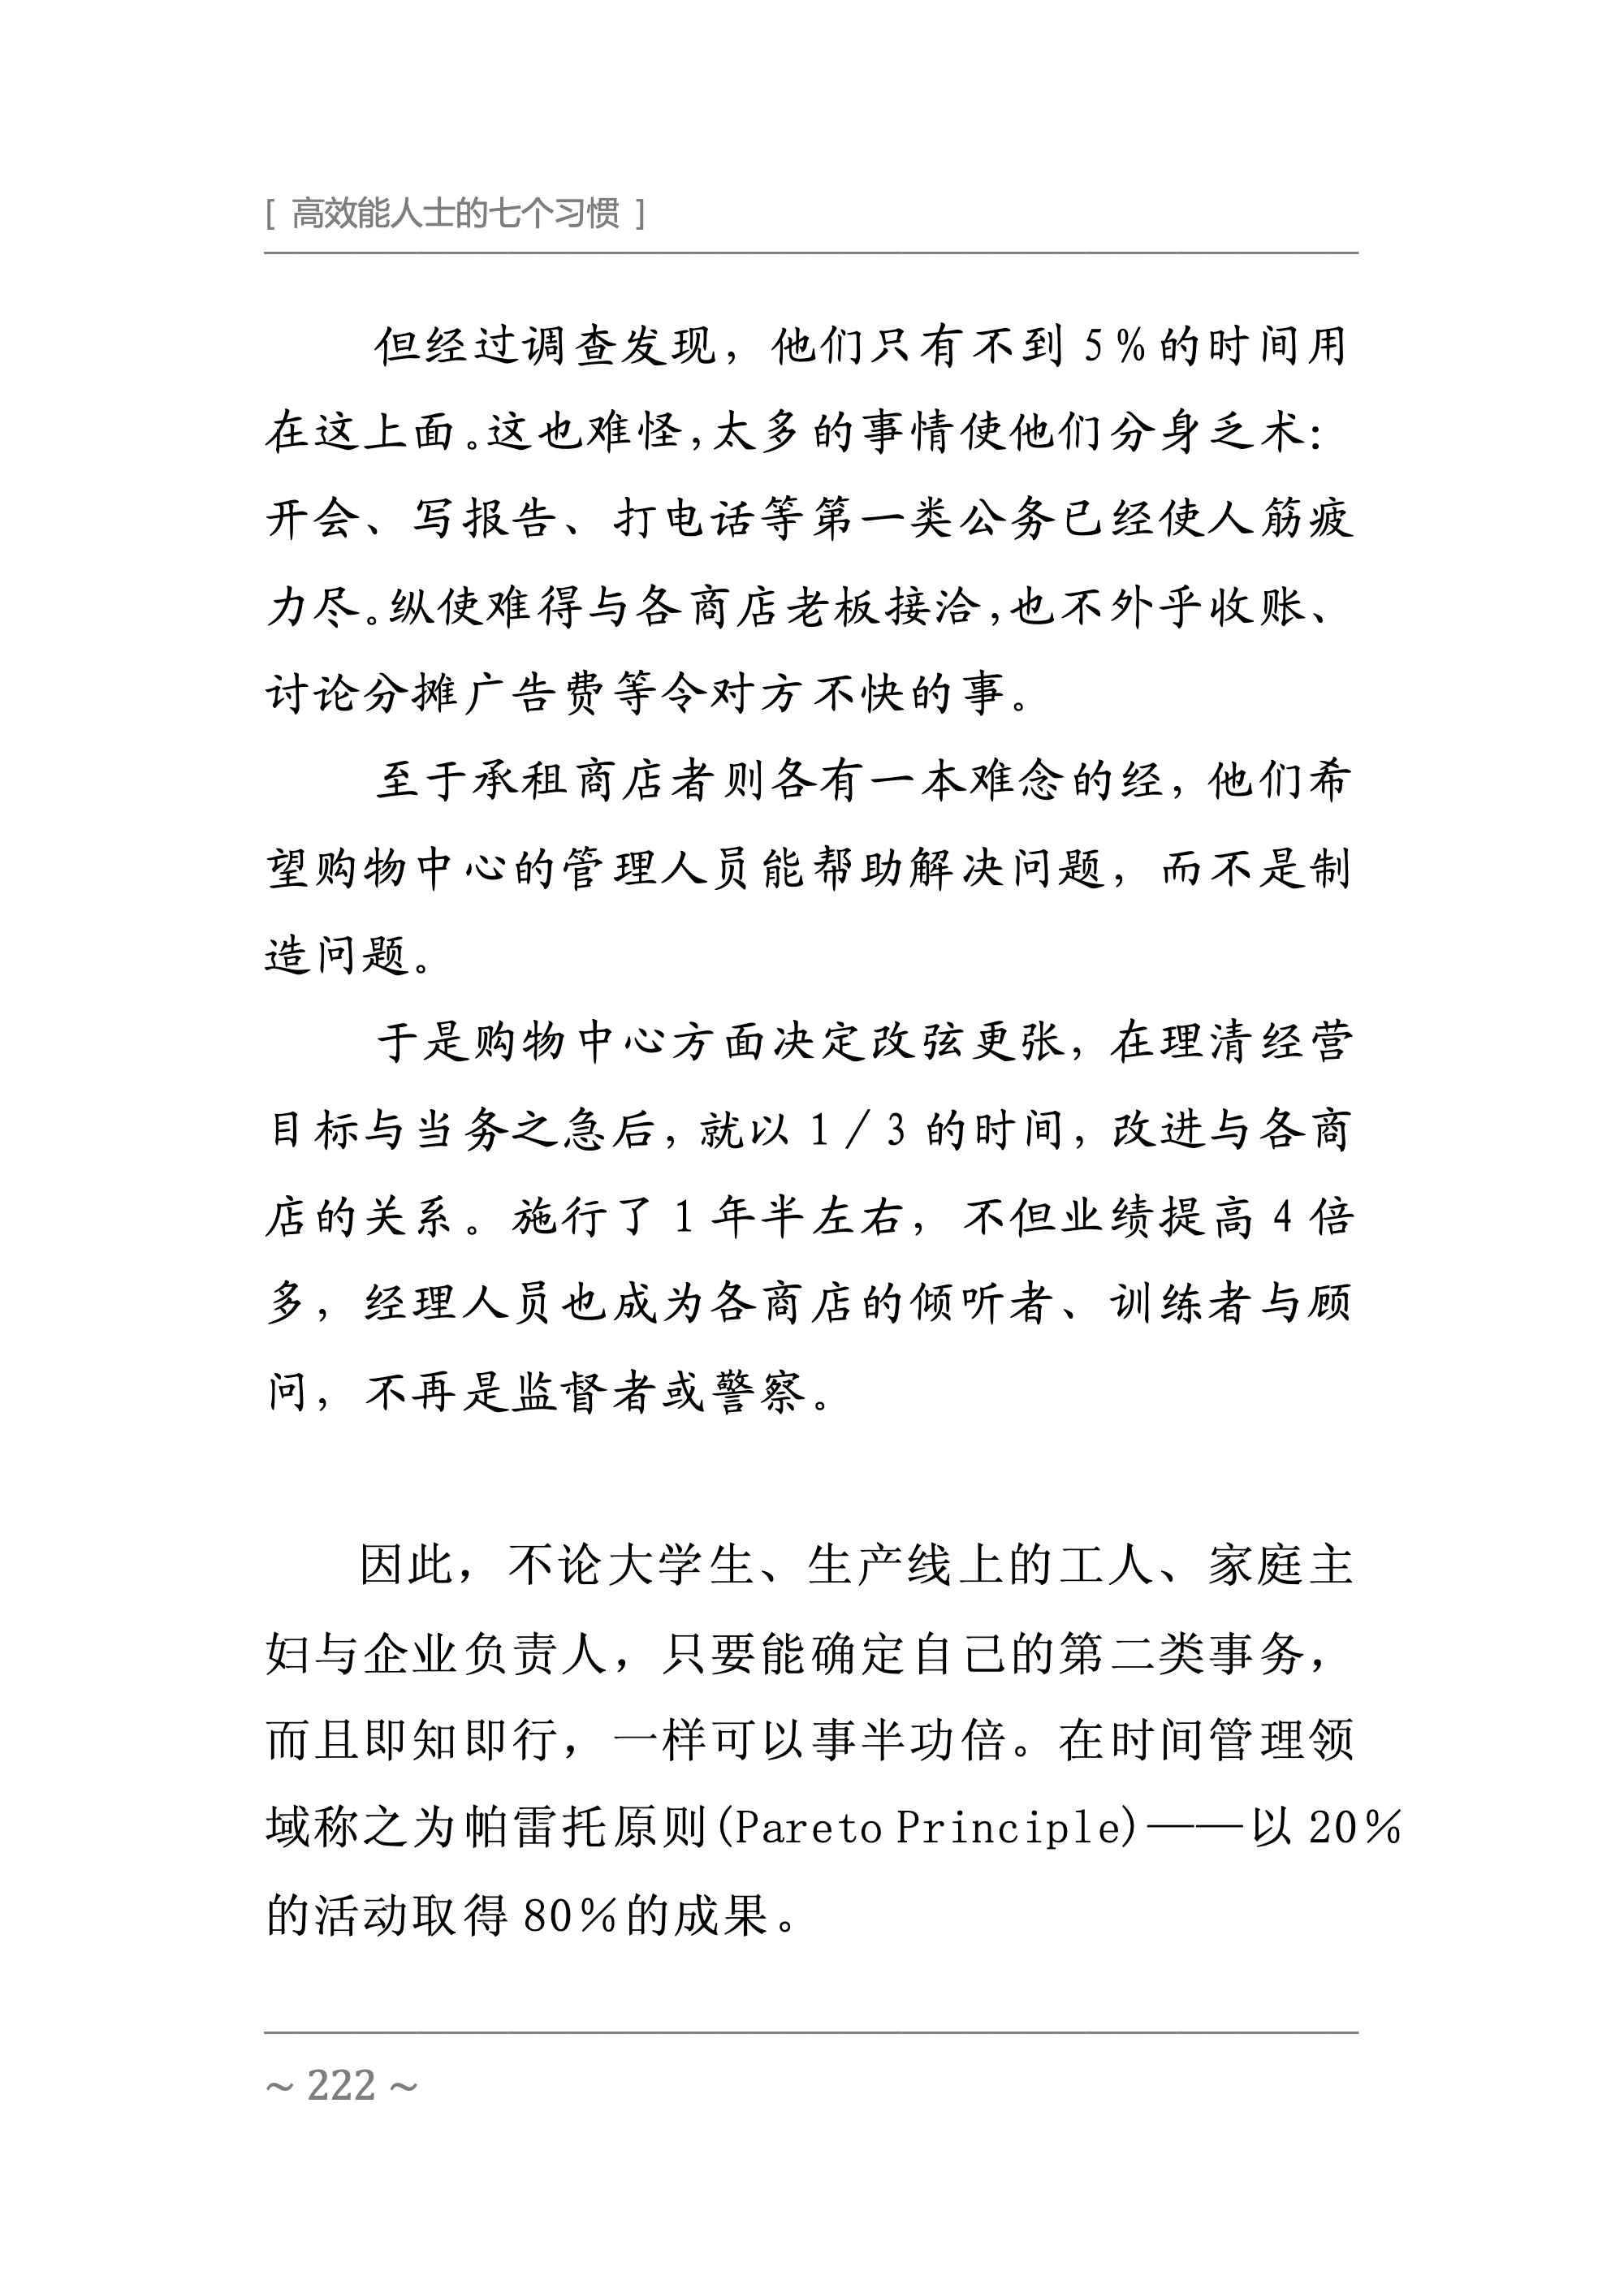 [ 高效能人士的七个习惯 ]
但经过调查发现，他们只有不到 5％的时间用
在这上面。这也难怪，太多的事情使他们分身乏术：
开会、写报告、打电话等第一类公务已经使人筋疲
力尽。纵使难得与各商店老板接洽，也不外乎收账、
讨论分摊广告费等令对方不快的事。
至于承租商店者则各有一本难念的经，他们希
望购物中心的管理人员能帮助解决问题，而不是制
造问题。
于是购物中心方面决定改弦更张，在理清经营
目标与当务之急后，就以 1／3 的时间，改进与各商
店的关系。施行了 1 年半左右，不但业绩提高 4 倍
多，经理人员也成为各商店的倾听者、训练者与顾
问，不再是监督者或警察。
因此，不论大学生、生产线上的工人、家庭主
妇与企业负责人，只要能确定自己的第二类事务，
而且即知即行，一样可以事半功倍。在时间管理领
域称之为帕雷托原则(Pareto Principle)——以 20％
的活动取得 80％的成果。
~ 222 ~